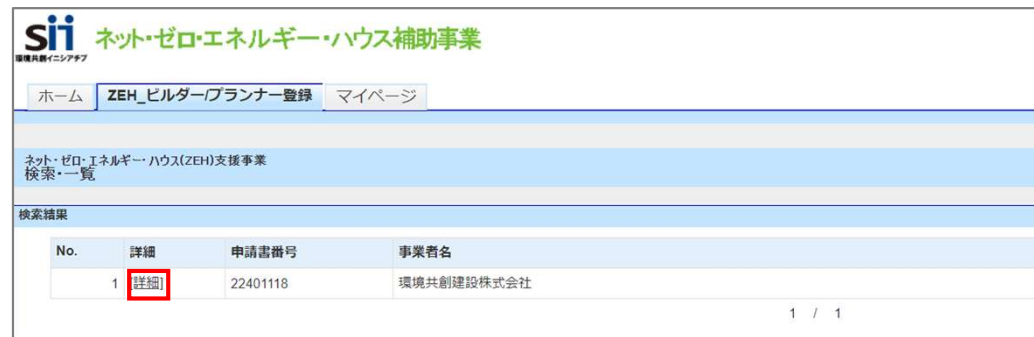 sii ネット・ゼロ・エネルギー・ハウス補助事業
環境共創イニシアチブ
ホーム ZEH_ビルダー/プランナー登録 マイページ
ネット・ゼロ・エネルギー・ハウス(ZEH)支援事業
検索・一覧
検索結果
No. 詳細 申請書番号 事業者名
1 [詳細] 22401118 環境共創建設株式会社
1 / 1